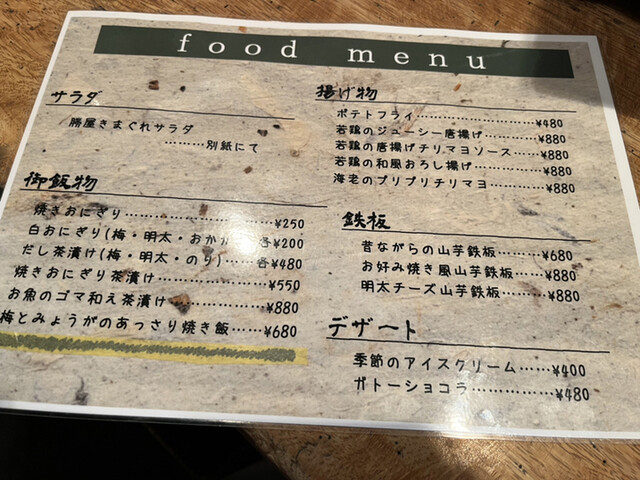 food menu
サラダ
勝屋きまぐれサラダ
………別紙にて
御飯物
焼きおにぎり…………………………¥250
白おにぎり(梅・明太・おかか)…各¥200
だし茶漬け(梅・明太・のり)……各¥480
焼きおにぎり茶漬け…………………¥550
お魚のゴマ和え茶漬け………………¥880
梅とみょうがのあっさり焼き飯……¥680
揚げ物
ポテトフライ…………………………¥480
若鶏のジューシー唐揚げ……………¥880
若鶏の唐揚げチリマヨソース………¥880
若鶏の和風おろし揚げ………………¥880
海老のプリプリチリマヨ……………¥880
鉄板
昔ながらの山芋鉄板…………………¥680
お好み焼き風山芋鉄板………………¥880
明太チーズ山芋鉄板…………………¥880
デザート
季節のアイスクリーム………………¥400
ガトーショコラ………………………¥480